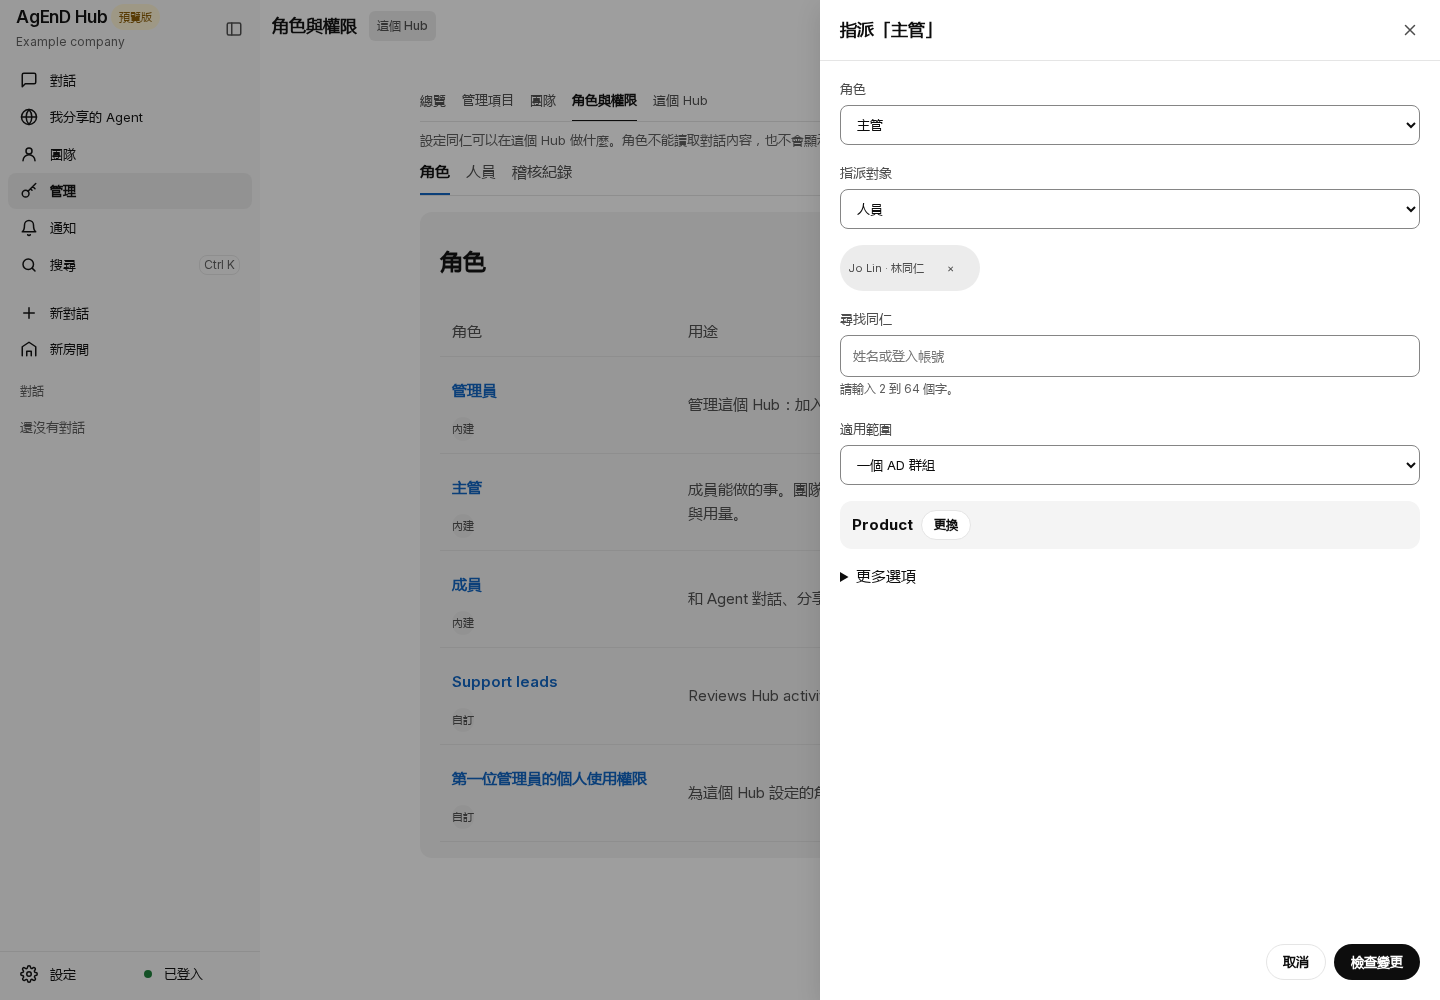 AgEnD Hub 預覽版
Example company
對話
我分享的 Agent
團隊
管理
通知
搜尋 Ctrl K
新對話
新房間
對話
還沒有對話
設定 已登入
角色與權限 這個 Hub
總覽 管理項目 團隊 角色與權限 這個 Hub
設定同仁可以在這個 Hub 做什麼。角色不能讀取對話內容，也不會顯
角色 人員 稽核紀錄
角色
角色 用途
管理員
內建
管理這個 Hub：加入
主管
內建
成員能做的事。團隊
與用量。
成員
內建
和 Agent 對話、分享
Support leads
自訂
Reviews Hub activi
第一位管理員的個人使用權限
自訂
為這個 Hub 設定的角
指派「主管」
角色
主管
指派對象
人員
Jo Lin · 林同仁 ×
尋找同仁
姓名或登入帳號
請輸入 2 到 64 個字。
適用範圍
一個 AD 群組
Product 更換
更多選項
取消 檢查變更